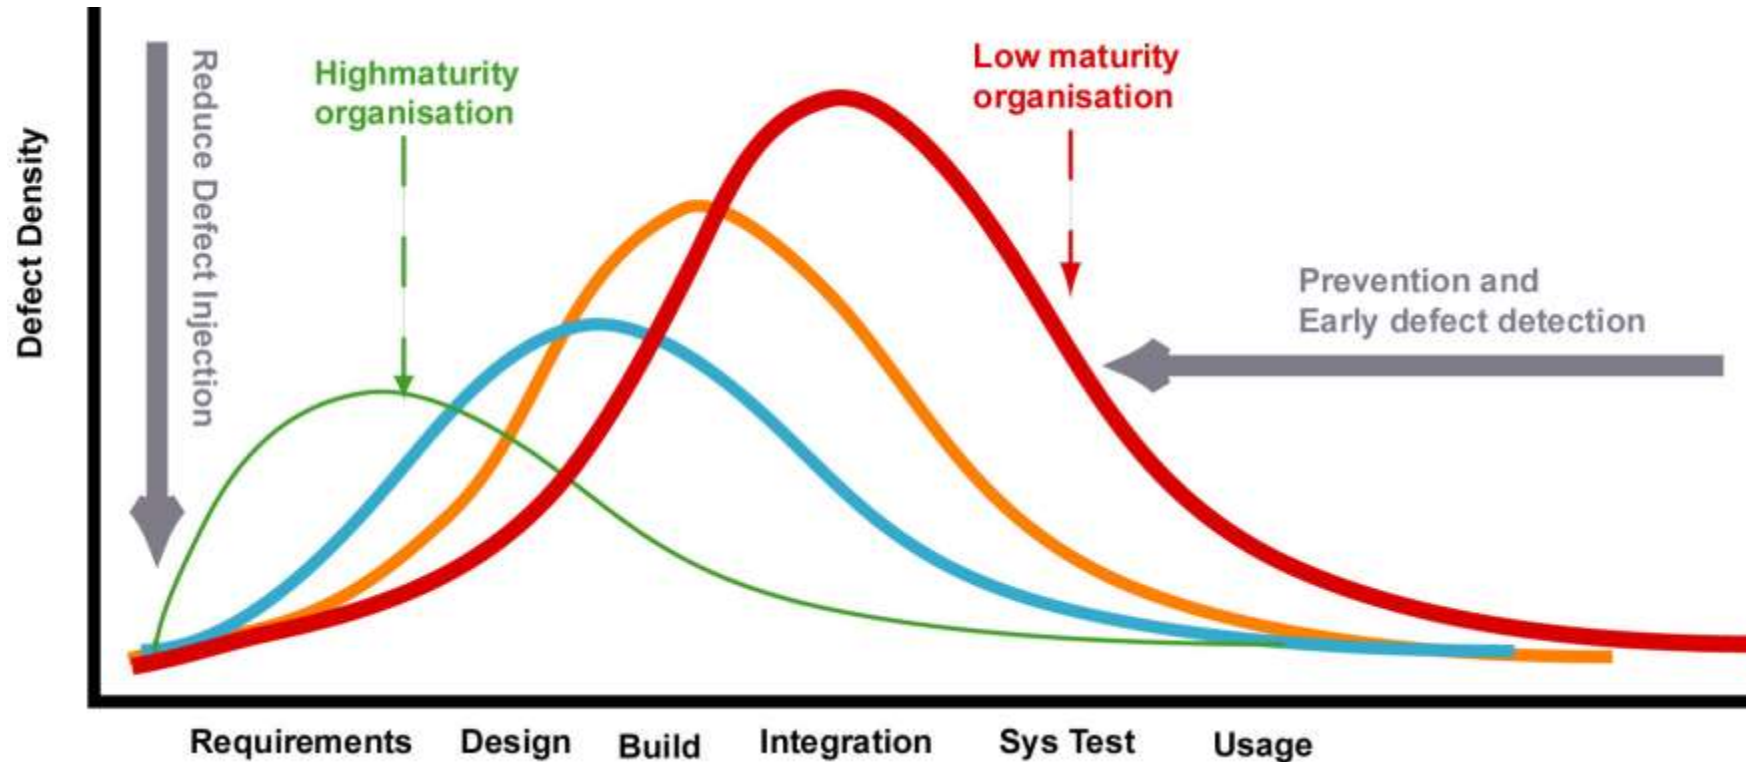 Defect Density
Reduce Defect Injection
Highmaturity
organisation
Low maturity
organisation
Prevention and
Early defect detection
Requirements Design Build Integration Sys Test Usage